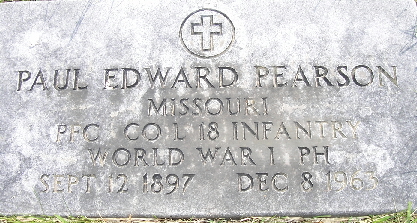 PAUL EDWARD PEARSON
MISSOURI
PFC CO L 18 INFANTRY
WORLD WAR I PH
SEPT 12 1897 DEC 8 1963